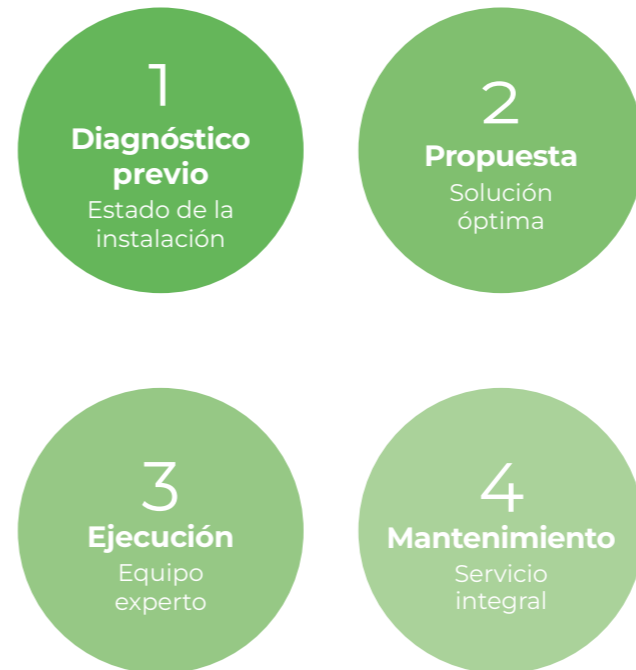 1
Diagnóstico
previo
Estado de la
instalación
2
Propuesta
Solución
óptima
3
Ejecución
Equipo
experto
4
Mantenimiento
Servicio
integral